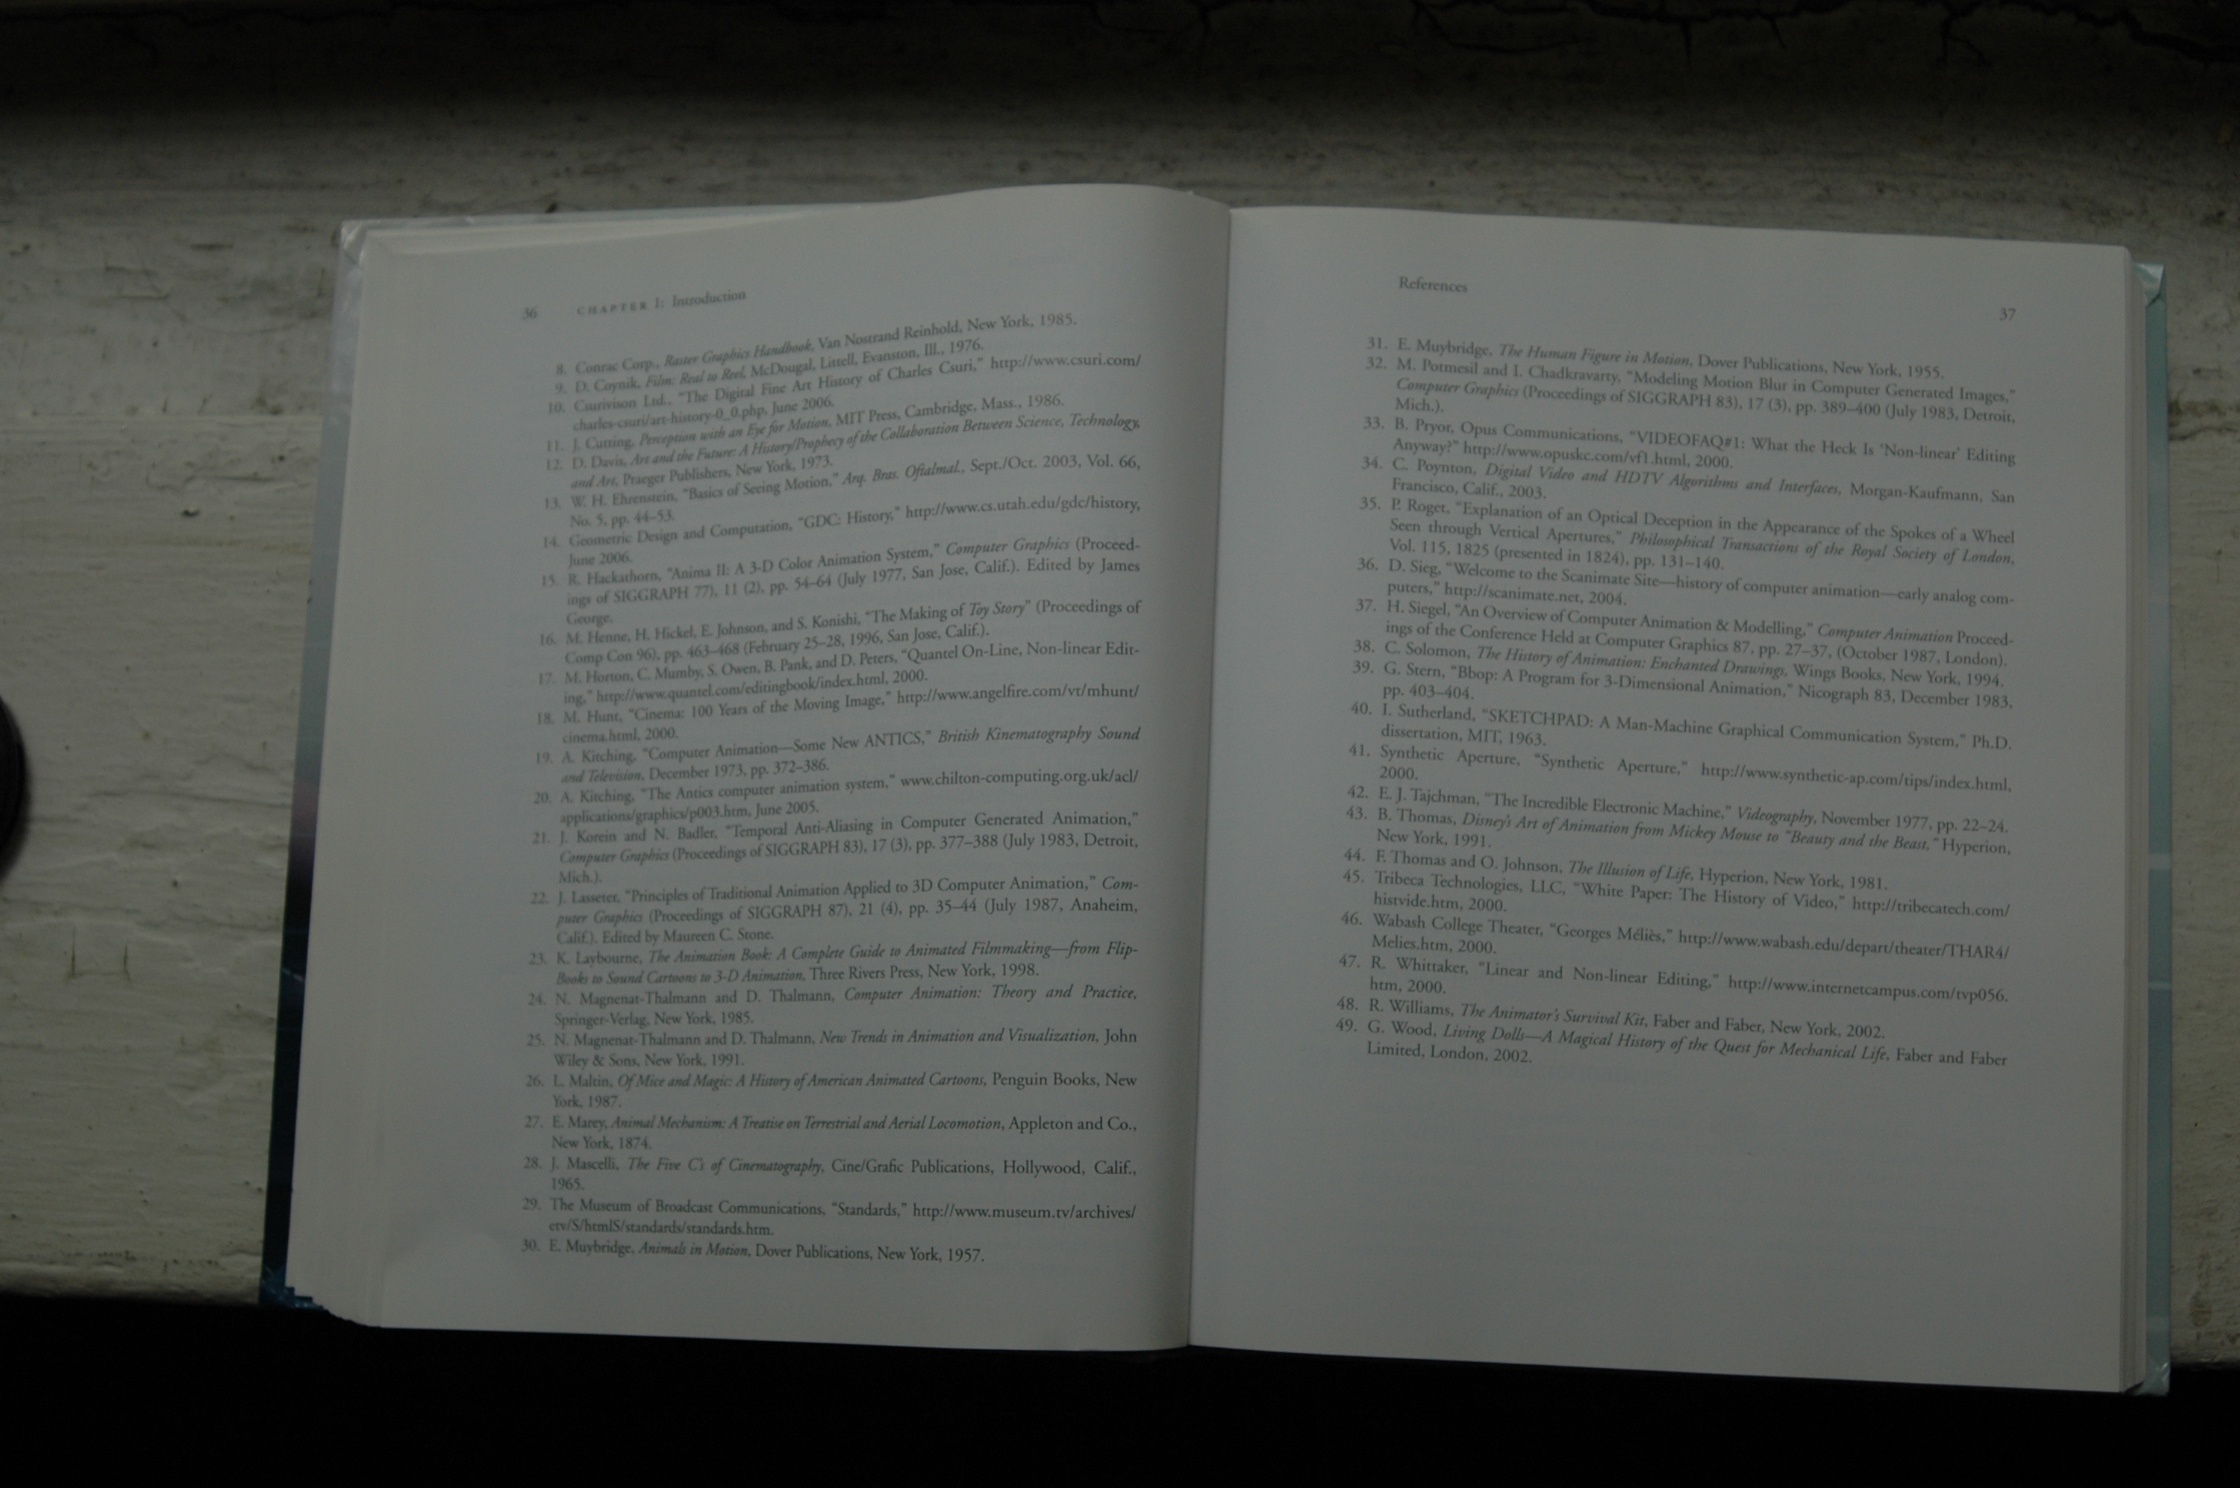 36 CHAPTER 1: Introduction
8. Conrac Corp., Raster Graphics Handbook, Van Nostrand Reinhold, New York, 1985.
9. D. Coynik, Film: Real to Reel, McDougal, Littell, Evanston, Ill., 1976.
10. Csurivison Ltd., “The Digital Fine Art History of Charles Csuri,” http://www.csuri.com/
charles-csuri/art-history-0_0.php, June 2006.
11. J. Cutting, Perception with an Eye for Motion, MIT Press, Cambridge, Mass., 1986.
12. D. Davis, Art and the Future: A History/Prophecy of the Collaboration Between Science, Technology,
and Art, Praeger Publishers, New York, 1973.
13. W. H. Ehrenstein, “Basics of Seeing Motion,” Arq. Bras. Oftalmal., Sept./Oct. 2003, Vol. 66,
No. 5, pp. 44–53.
14. Geometric Design and Computation, “GDC: History,” http://www.cs.utah.edu/gdc/history,
June 2006.
15. R. Hackathorn, “Anima II: A 3-D Color Animation System,” Computer Graphics (Proceed-
ings of SIGGRAPH 77), 11 (2), pp. 54–64 (July 1977, San Jose, Calif.). Edited by James
George.
16. M. Henne, H. Hickel, E. Johnson, and S. Konishi, “The Making of Toy Story” (Proceedings of
Comp Con 96), pp. 463–468 (February 25–28, 1996, San Jose, Calif.).
17. M. Horton, C. Mumby, S. Owen, B. Pank, and D. Peters, “Quantel On-Line, Non-linear Edit-
ing,” http://www.quantel.com/editingbook/index.html, 2000.
18. M. Hunt, “Cinema: 100 Years of the Moving Image,” http://www.angelfire.com/vt/mhunt/
cinema.html, 2000.
19. A. Kitching, “Computer Animation—Some New ANTICS,” British Kinematography Sound
and Television, December 1973, pp. 372–386.
20. A. Kitching, “The Antics computer animation system,” www.chilton-computing.org.uk/acl/
applications/graphics/p003.htm, June 2005.
21. J. Korein and N. Badler, “Temporal Anti-Aliasing in Computer Generated Animation,”
Computer Graphics (Proceedings of SIGGRAPH 83), 17 (3), pp. 377–388 (July 1983, Detroit,
Mich.).
22. J. Lasseter, “Principles of Traditional Animation Applied to 3D Computer Animation,” Com-
puter Graphics (Proceedings of SIGGRAPH 87), 21 (4), pp. 35–44 (July 1987, Anaheim,
Calif.). Edited by Maureen C. Stone.
23. K. Laybourne, The Animation Book: A Complete Guide to Animated Filmmaking—from Flip-
Books to Sound Cartoons to 3-D Animation, Three Rivers Press, New York, 1998.
24. N. Magnenat-Thalmann and D. Thalmann, Computer Animation: Theory and Practice,
Springer-Verlag, New York, 1985.
25. N. Magnenat-Thalmann and D. Thalmann, New Trends in Animation and Visualization, John
Wiley & Sons, New York, 1991.
26. L. Maltin, Of Mice and Magic: A History of American Animated Cartoons, Penguin Books, New
York, 1987.
27. E. Marey, Animal Mechanism: A Treatise on Terrestrial and Aerial Locomotion, Appleton and Co.,
New York, 1874.
28. J. Mascelli, The Five C's of Cinematography, Cine/Grafic Publications, Hollywood, Calif.,
1965.
29. The Museum of Broadcast Communications, “Standards,” http://www.museum.tv/archives/
etv/S/htmlS/standards/standards.htm.
30. E. Muybridge, Animals in Motion, Dover Publications, New York, 1957.
References
37
31. E. Muybridge, The Human Figure in Motion, Dover Publications, New York, 1955.
32. M. Potmesil and I. Chadkravarty, “Modeling Motion Blur in Computer Generated Images,”
Computer Graphics (Proceedings of SIGGRAPH 83), 17 (3), pp. 389–400 (July 1983, Detroit,
Mich.).
33. B. Pryor, Opus Communications, “VIDEOFAQ#1: What the Heck Is ‘Non-linear’ Editing
Anyway?” http://www.opuskc.com/vf1.html, 2000.
34. C. Poynton, Digital Video and HDTV Algorithms and Interfaces, Morgan-Kaufmann, San
Francisco, Calif., 2003.
35. P. Roget, “Explanation of an Optical Deception in the Appearance of the Spokes of a Wheel
Seen through Vertical Apertures,” Philosophical Transactions of the Royal Society of London,
Vol. 115, 1825 (presented in 1824), pp. 131–140.
36. D. Sieg, “Welcome to the Scanimate Site—history of computer animation—early analog com-
puters,” http://scanimate.net, 2004.
37. H. Siegel, “An Overview of Computer Animation & Modelling,” Computer Animation Proceed-
ings of the Conference Held at Computer Graphics 87, pp. 27–37, (October 1987, London).
38. C. Solomon, The History of Animation: Enchanted Drawings, Wings Books, New York, 1994.
39. G. Stern, “Bbop: A Program for 3-Dimensional Animation,” Nicograph 83, December 1983,
pp. 403–404.
40. I. Sutherland, “SKETCHPAD: A Man-Machine Graphical Communication System,” Ph.D.
dissertation, MIT, 1963.
41. Synthetic Aperture, “Synthetic Aperture,” http://www.synthetic-ap.com/tips/index.html,
2000.
42. E. J. Tajchman, “The Incredible Electronic Machine,” Videography, November 1977, pp. 22–24.
43. B. Thomas, Disney's Art of Animation from Mickey Mouse to “Beauty and the Beast,” Hyperion,
New York, 1991.
44. F. Thomas and O. Johnson, The Illusion of Life, Hyperion, New York, 1981.
45. Tribeca Technologies, LLC, “White Paper: The History of Video,” http://tribecatech.com/
histvide.htm, 2000.
46. Wabash College Theater, “Georges Méliès,” http://www.wabash.edu/depart/theater/THAR4/
Melies.htm, 2000.
47. R. Whittaker, “Linear and Non-linear Editing,” http://www.internetcampus.com/tvp056.
htm, 2000.
48. R. Williams, The Animator's Survival Kit, Faber and Faber, New York, 2002.
49. G. Wood, Living Dolls—A Magical History of the Quest for Mechanical Life, Faber and Faber
Limited, London, 2002.